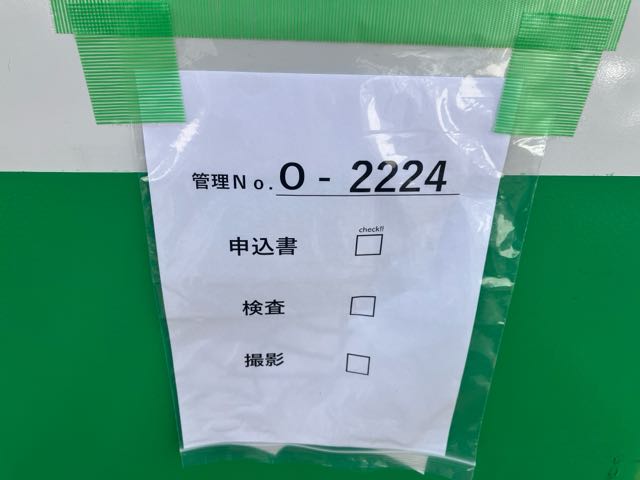 管理No. O - 2224
check!!
申込書 □
検査 □
撮影 □